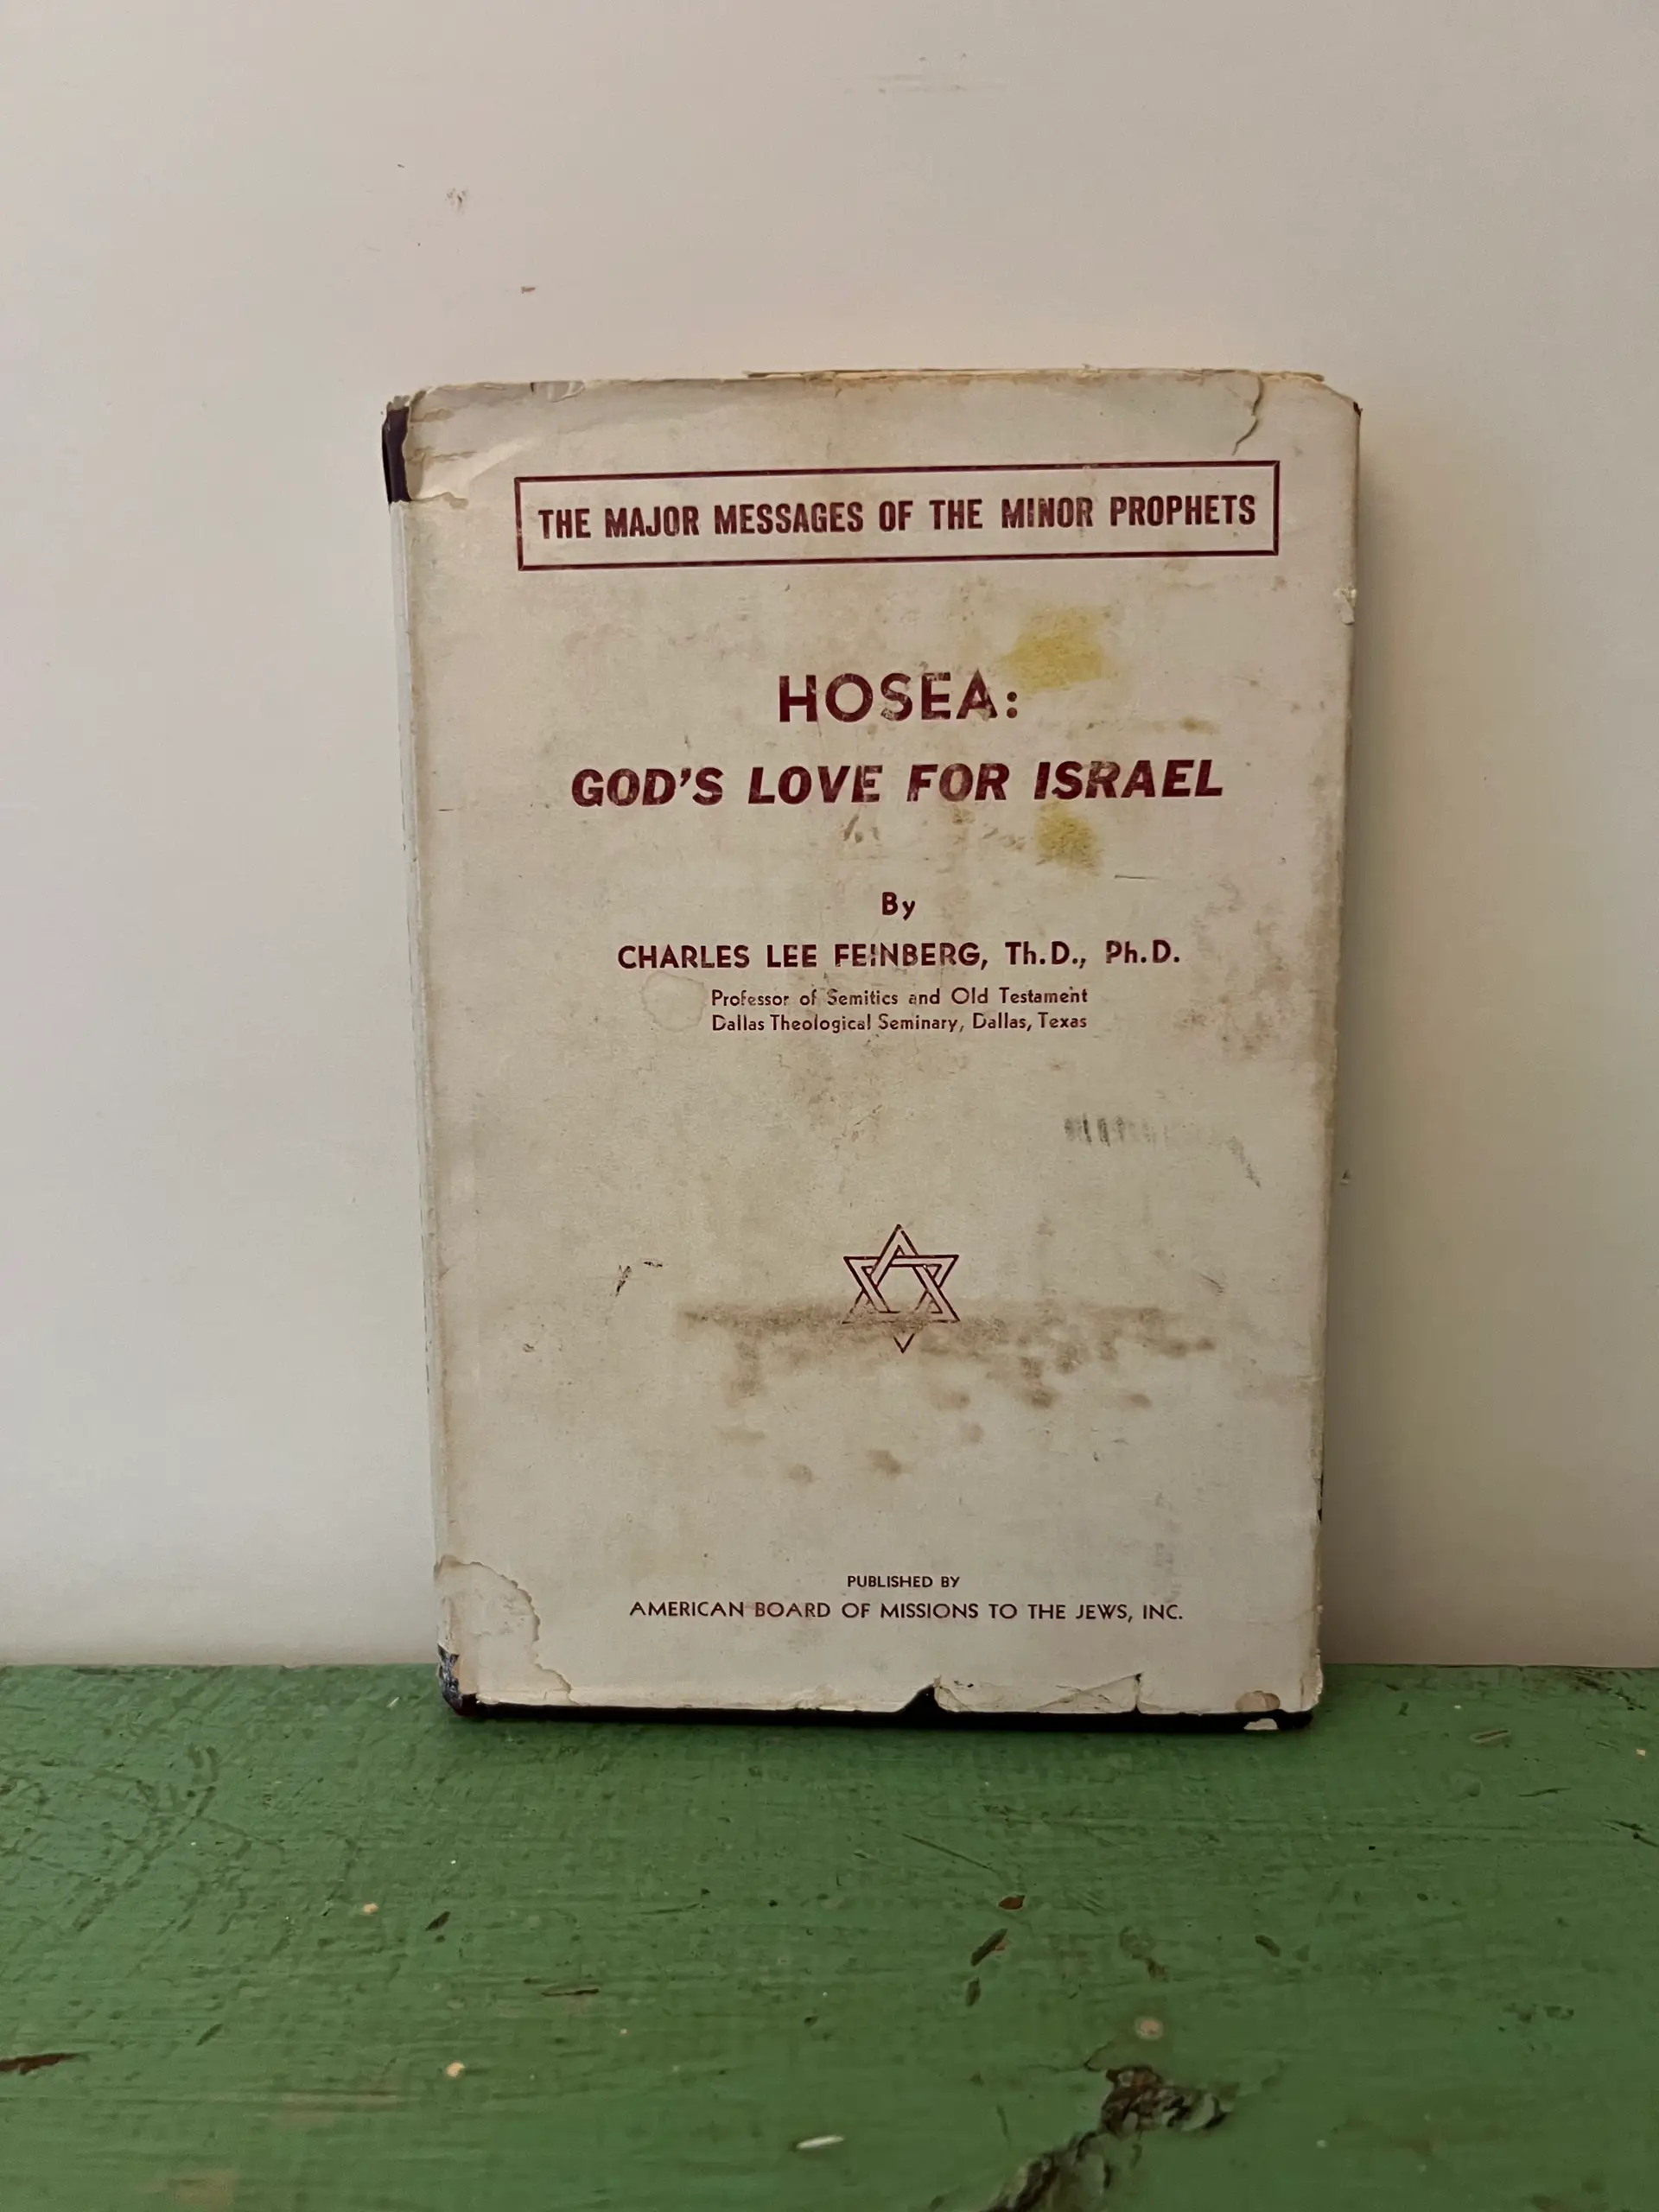 THE MAJOR MESSAGES OF THE MINOR PROPHETS
HOSEA:
GOD'S LOVE FOR ISRAEL
By
CHARLES LEE FEINBERG, Th.D., Ph.D.
Professor of Semitics and Old Testament
Dallas Theological Seminary, Dallas, Texas
PUBLISHED BY
AMERICAN BOARD OF MISSIONS TO THE JEWS, INC.